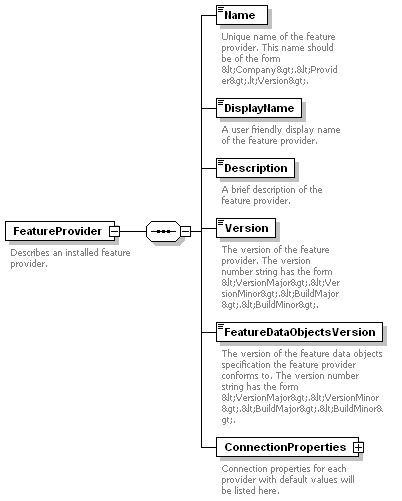 Name
Unique name of the feature
provider. This name should
be of the form
&lt;Company&gt;.&lt;Provid
er&gt;.lt;Version&gt;.
DisplayName
A user friendly display name
of the feature provider.
Description
A brief description of the
feature provider.
FeatureProvider
Describes an installed feature
provider.
Version
The version of the feature
provider. The version
number string has the form
&lt;VersionMajor&gt;.&lt;Ver
sionMinor&gt;.&lt;BuildMajor
&gt;.&lt;BuildMinor&gt;.
FeatureDataObjectsVersion
The version of the feature data objects
specification the feature provider
conforms to. The version number
string has the form
&lt;VersionMajor&gt;.&lt;VersionMinor
&gt;.&lt;BuildMajor&gt;.&lt;BuildMinor&
gt;.
ConnectionProperties
Connection properties for each
provider with default values will
be listed here.